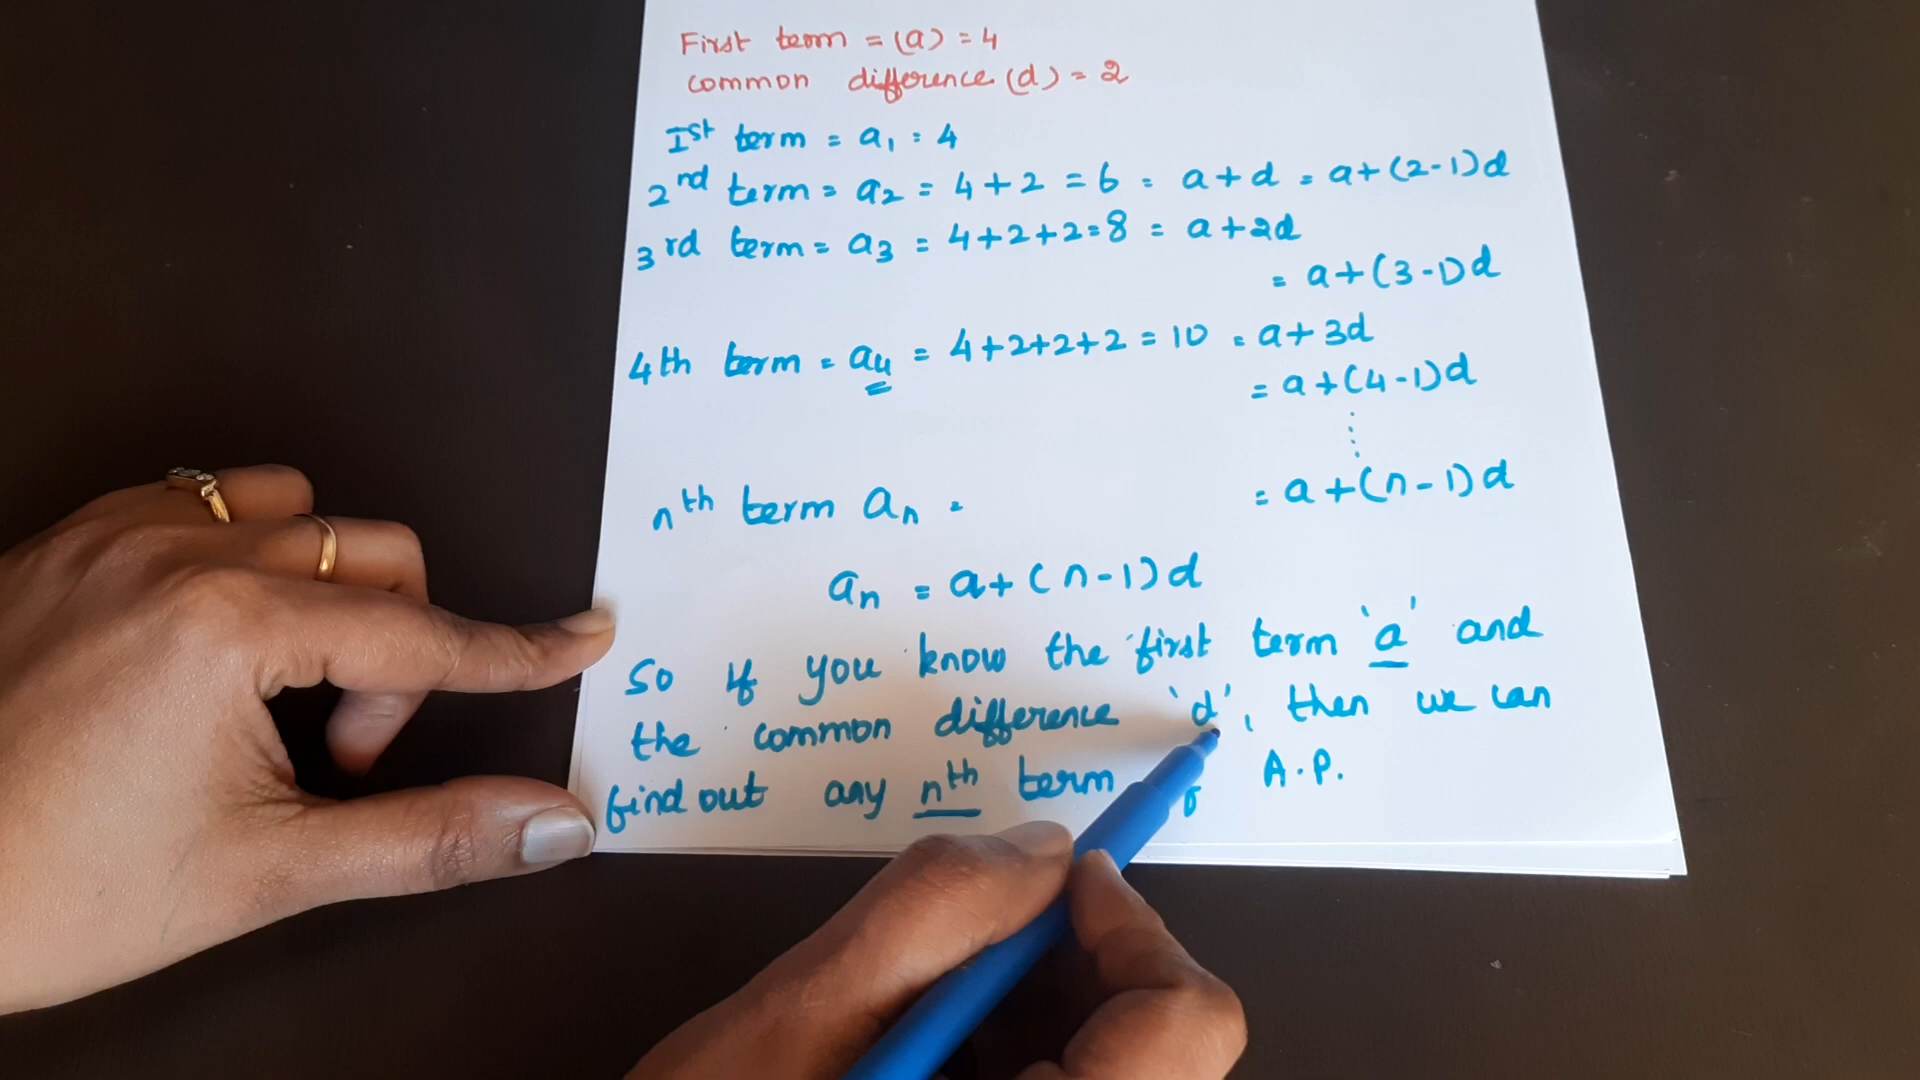 First term = (a) = 4
common difference (d) = 2
Ist term = a₁ = 4
2nd term = a₂ = 4+2 = 6 = a+d = a+(2-1)d
3rd term = a₃ = 4+2+2=8 = a+2d
= a+(3-1)d
4th term = a₄ = 4+2+2+2 = 10 = a+3d
= a+(4-1)d
⋮
nth term aₙ = = a+(n-1)d
aₙ = a+(n-1)d
So if you know the first term 'a' and
the common difference 'd', then we can
find out any nth term A.P.